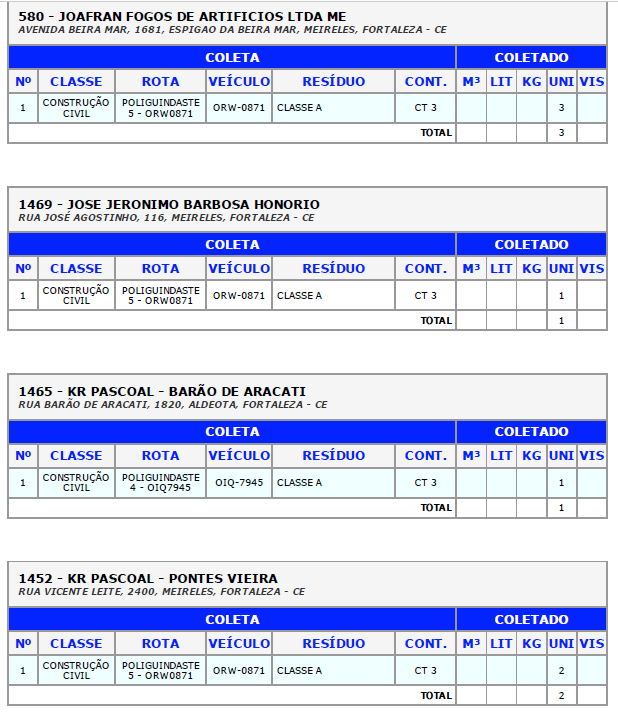 580 - JOAFRAN FOGOS DE ARTIFICIOS LTDA ME
AVENIDA BEIRA MAR, 1681, ESPIGAO DA BEIRA MAR, MEIRELES, FORTALEZA - CE
COLETA COLETADO
Nº CLASSE ROTA VEÍCULO RESÍDUO CONT. M³ LIT KG UNI VIS
1 CONSTRUÇÃO CIVIL POLIGUINDASTE 5 - ORW0871 ORW-0871 CLASSE A CT 3 3
TOTAL 3
1469 - JOSE JERONIMO BARBOSA HONORIO
RUA JOSÉ AGOSTINHO, 116, MEIRELES, FORTALEZA - CE
COLETA COLETADO
Nº CLASSE ROTA VEÍCULO RESÍDUO CONT. M³ LIT KG UNI VIS
1 CONSTRUÇÃO CIVIL POLIGUINDASTE 5 - ORW0871 ORW-0871 CLASSE A CT 3 1
TOTAL 1
1465 - KR PASCOAL - BARÃO DE ARACATI
RUA BARÃO DE ARACATI, 1820, ALDEOTA, FORTALEZA - CE
COLETA COLETADO
Nº CLASSE ROTA VEÍCULO RESÍDUO CONT. M³ LIT KG UNI VIS
1 CONSTRUÇÃO CIVIL POLIGUINDASTE 4 - OIQ7945 OIQ-7945 CLASSE A CT 3 1
TOTAL 1
1452 - KR PASCOAL - PONTES VIEIRA
RUA VICENTE LEITE, 2400, MEIRELES, FORTALEZA - CE
COLETA COLETADO
Nº CLASSE ROTA VEÍCULO RESÍDUO CONT. M³ LIT KG UNI VIS
1 CONSTRUÇÃO CIVIL POLIGUINDASTE 5 - ORW0871 ORW-0871 CLASSE A CT 3 2
TOTAL 2